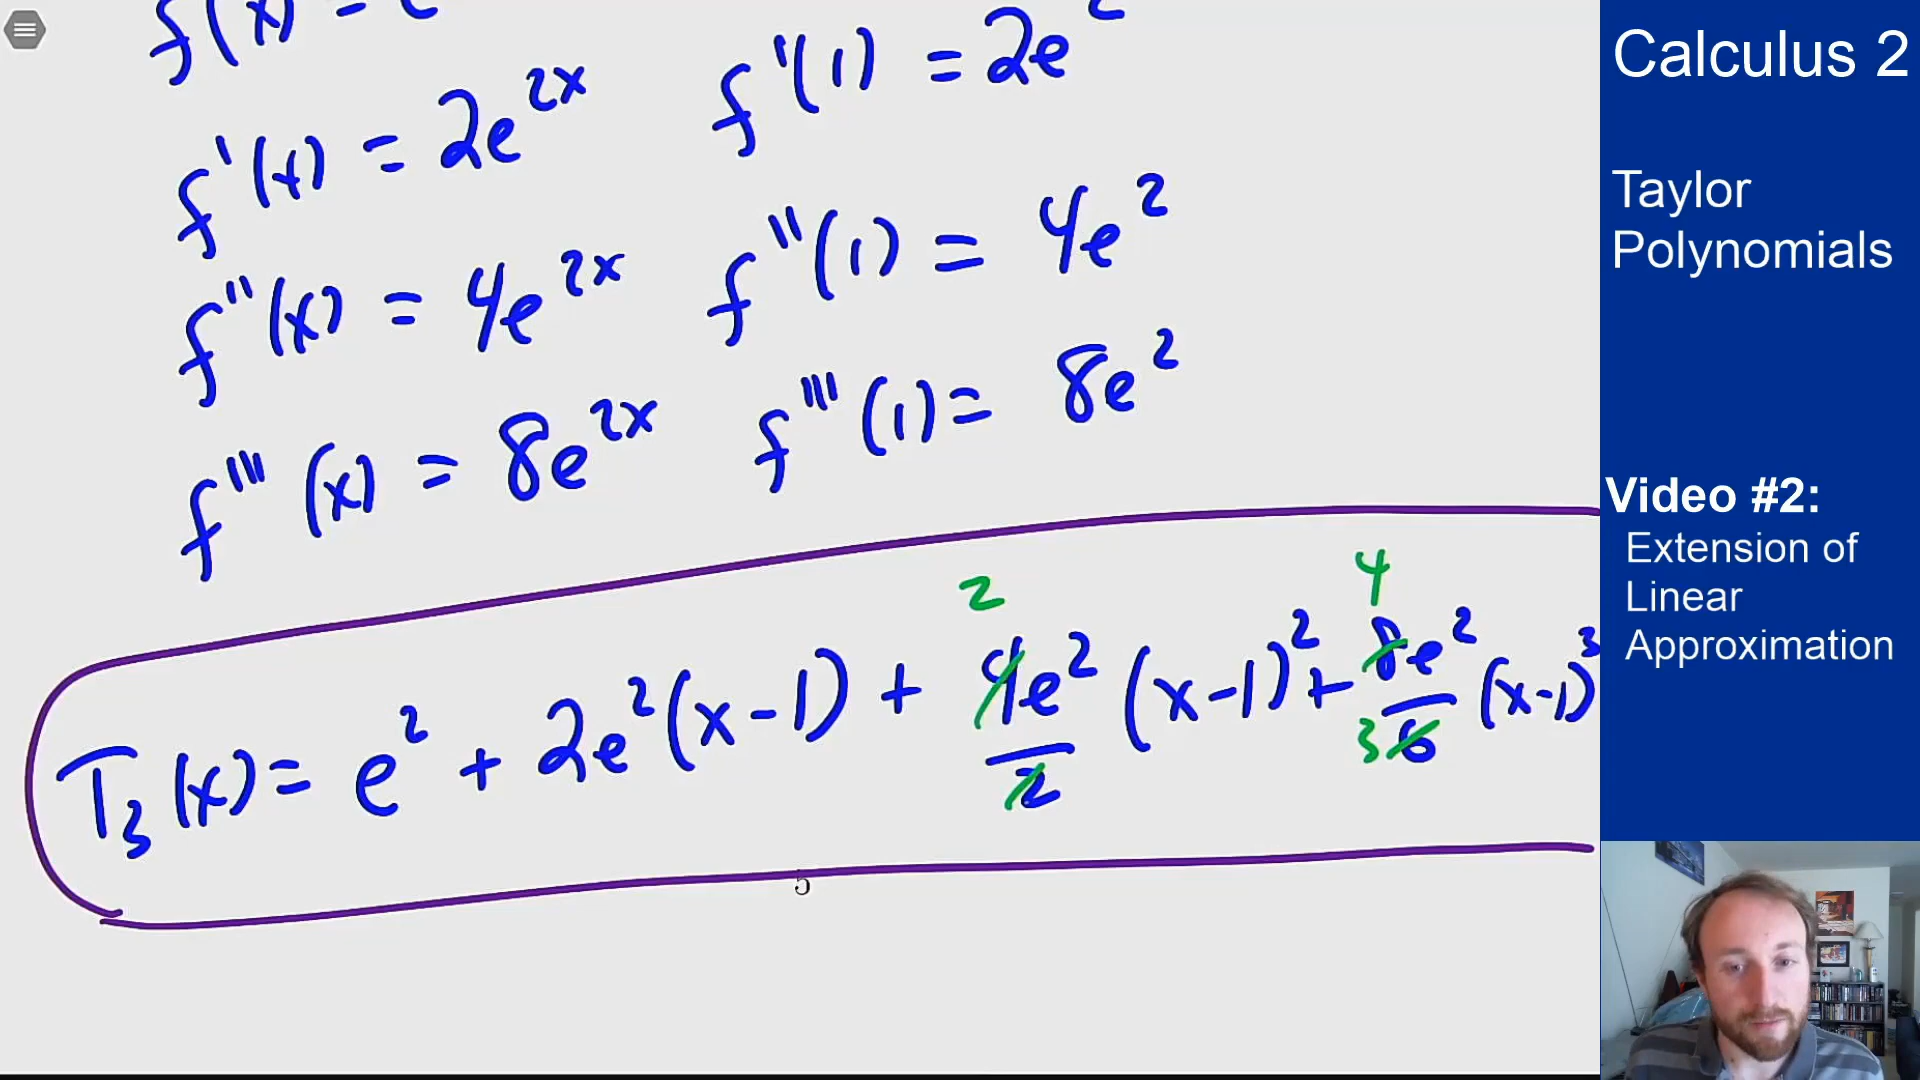 f(x) =
f'(x) = 2e^{2x} f'(1) = 2e^2
f''(x) = 4e^{2x} f''(1) = 4e^2
f'''(x) = 8e^{2x} f'''(1) = 8e^2
2 4
T_3(x) = e^2 + 2e^2(x-1) + 4e^2/2 (x-1)^2 + 8e^2/6 (x-1)^3
3
5
Calculus 2
Taylor
Polynomials
Video #2:
Extension of
Linear
Approximation